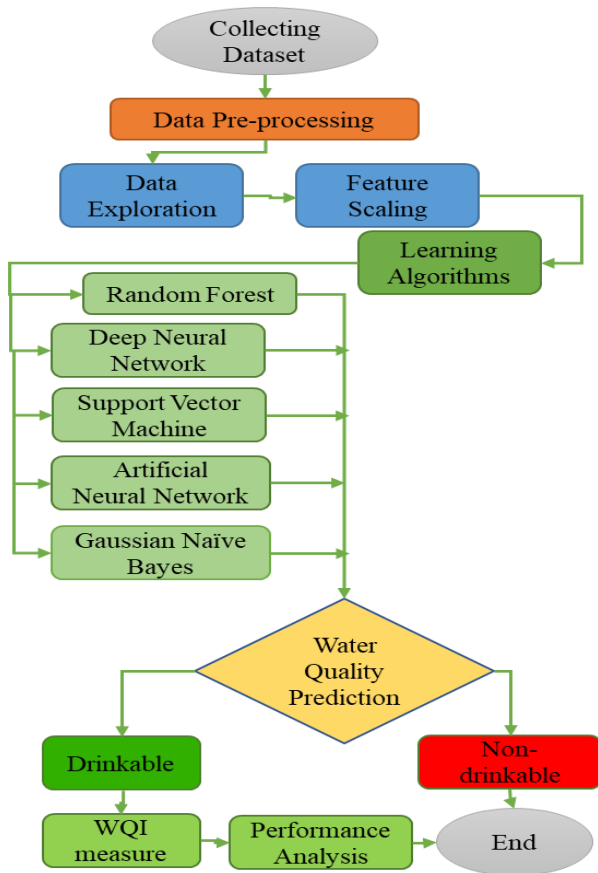 Collecting
Dataset
Data Pre-processing
Data
Exploration
Feature
Scaling
Learning
Algorithms
Random Forest
Deep Neural
Network
Support Vector
Machine
Artificial
Neural Network
Gaussian Naïve
Bayes
Water
Quality
Prediction
Drinkable
Non-
drinkable
WQI
measure
Performance
Analysis
End